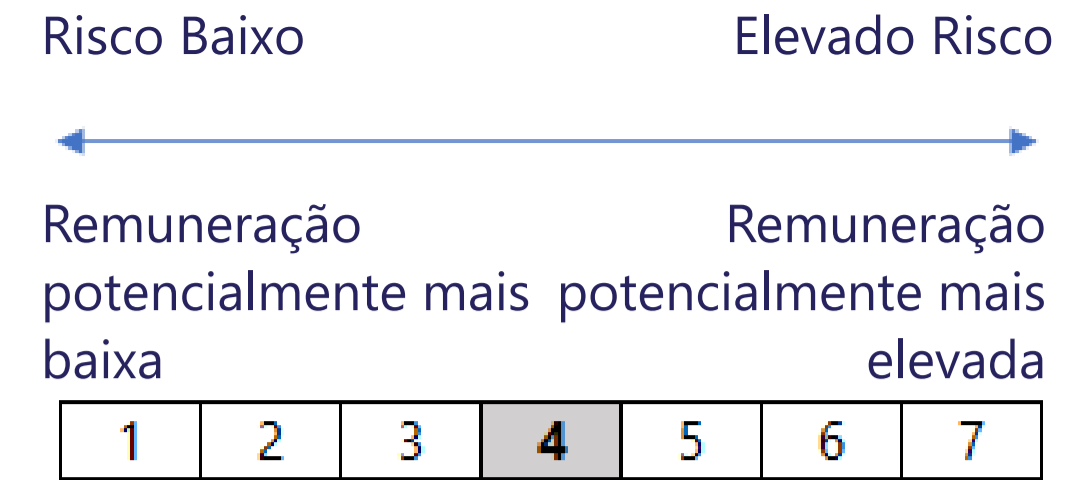 Risco Baixo Elevado Risco
Remuneração Remuneração
potencialmente mais potencialmente mais
baixa elevada
1 2 3 4 5 6 7